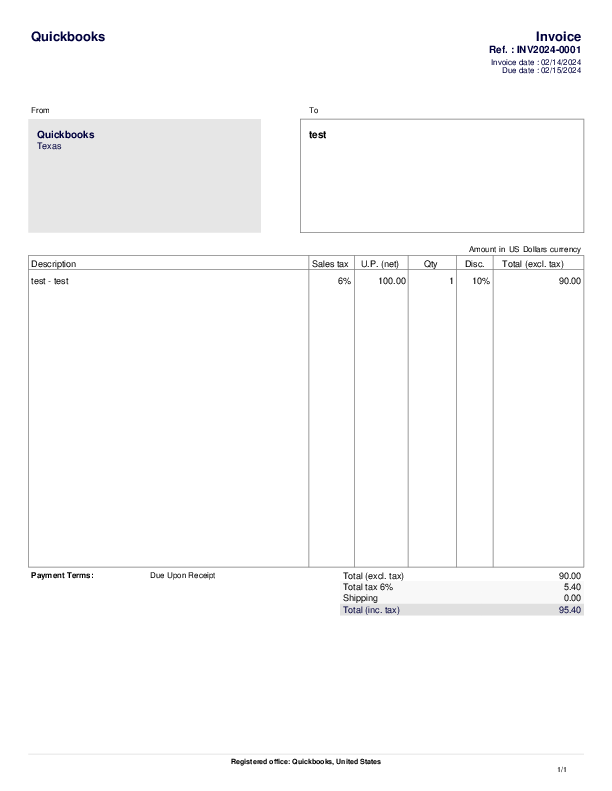 Quickbooks
Invoice
Ref. : INV2024-0001
Invoice date : 02/14/2024
Due date : 02/15/2024
From
To
Quickbooks
Texas
test
Amount in US Dollars currency
Description Sales tax U.P. (net) Qty Disc. Total (excl. tax)
test - test 6% 100.00 1 10% 90.00
Payment Terms: Due Upon Receipt
Total (excl. tax) 90.00
Total tax 6% 5.40
Shipping 0.00
Total (inc. tax) 95.40
Registered office: Quickbooks, United States
1/1